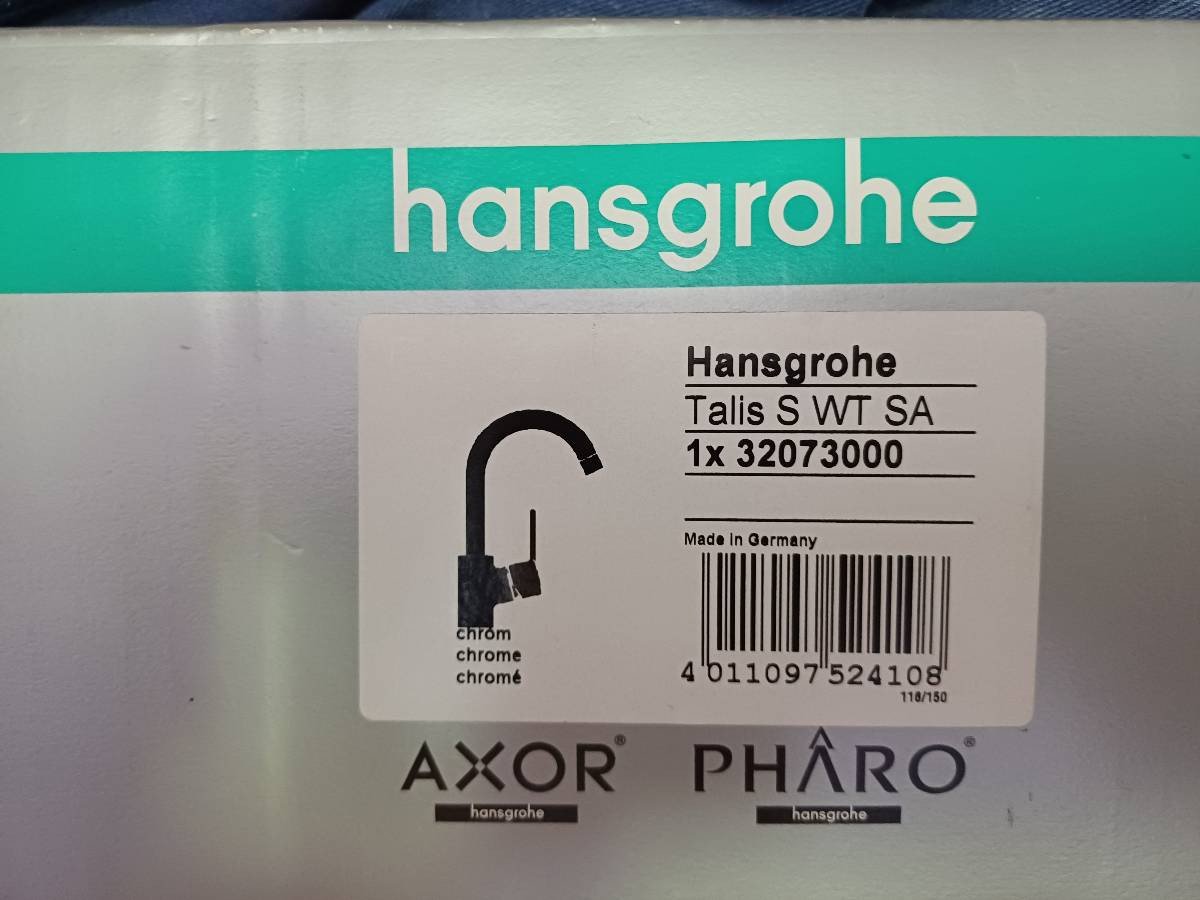 hansgrohe
Hansgrohe
Talis S WT SA
1x 32073000
Made in Germany
chrom
chrome
chromé
4 011097 524108
118/150
AXOR®
hansgrohe
PHÂRO®
hansgrohe